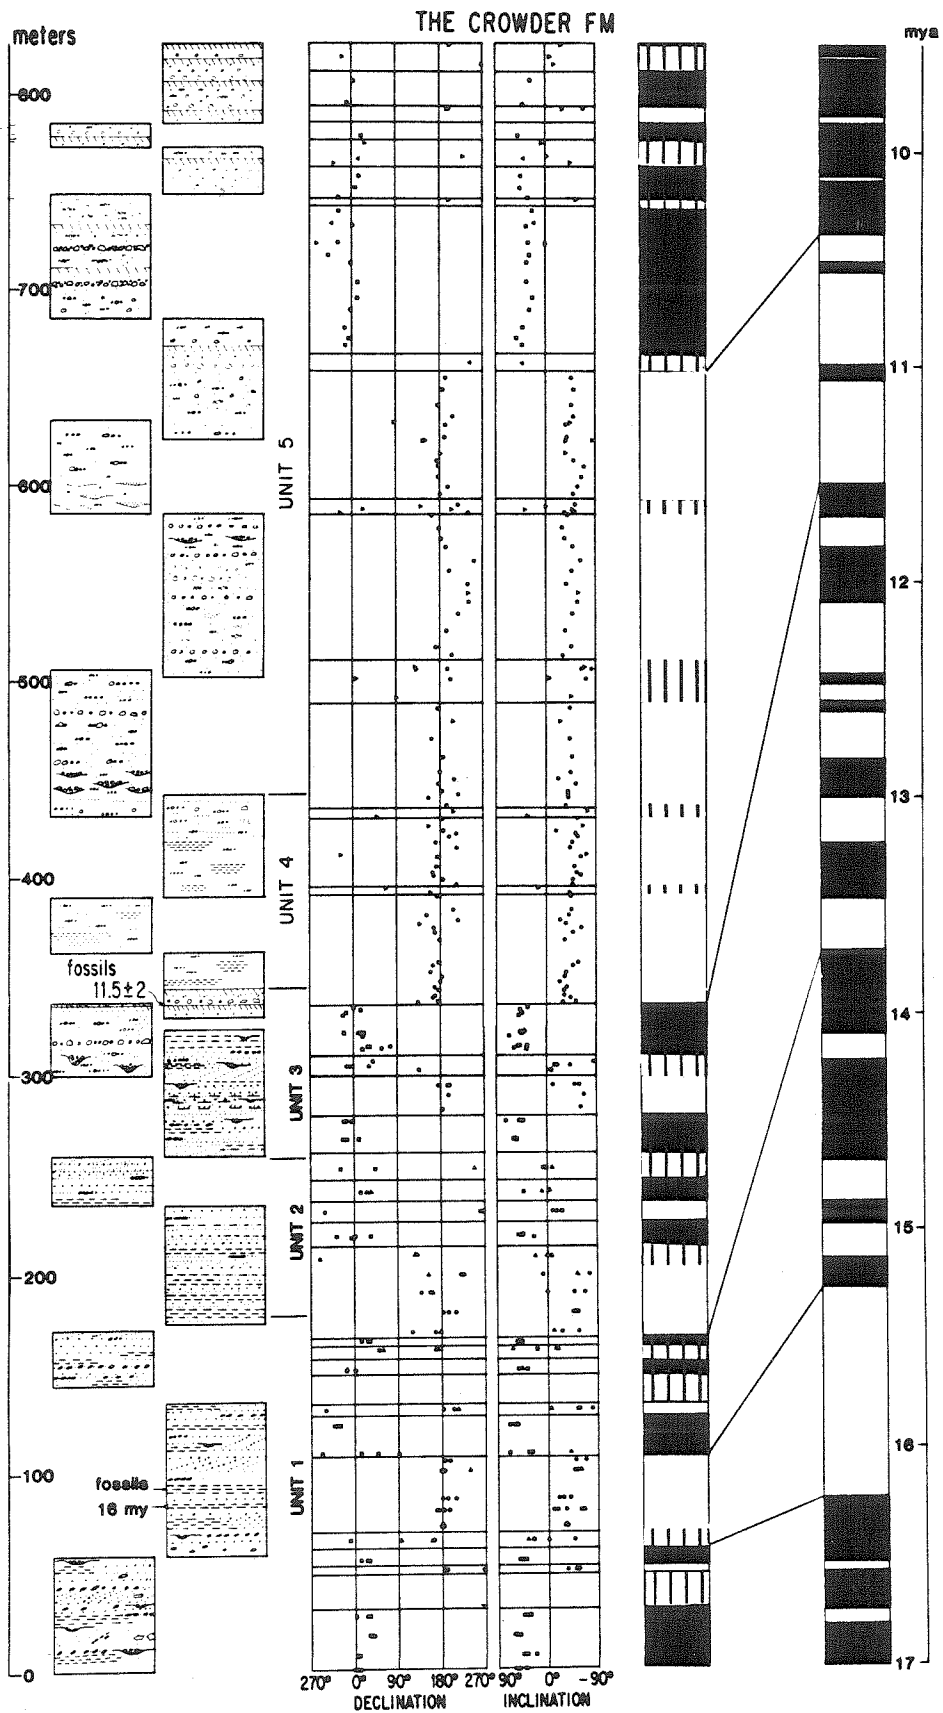 THE CROWDER FM
meters
mya
800
700
600
500
400
300
200
100
0
fossils
11.5±2
fossils
16 my
UNIT 5
UNIT 4
UNIT 3
UNIT 2
UNIT 1
10
11
12
13
14
15
16
17
270° 0° 90° 180° 270°
DECLINATION
90° 0° -90°
INCLINATION